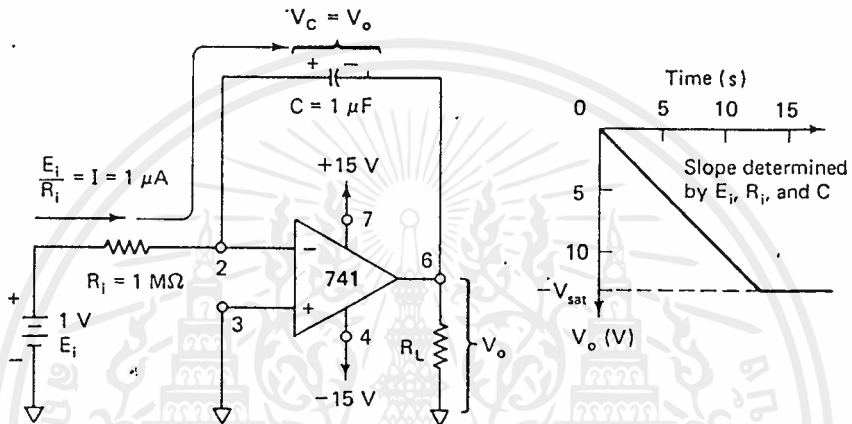 V_C = V_o
+ −
C = 1 μF
E_i/R_i = I = 1 μA
+15 V
7
2
−
741
+
6
R_i = 1 MΩ
3
4
+
1 V
E_i
−
R_L
V_o
−15 V
Time (s)
0 5 10 15
Slope determined
by E_i, R_i, and C
5
10
−V_sat
V_o (V)